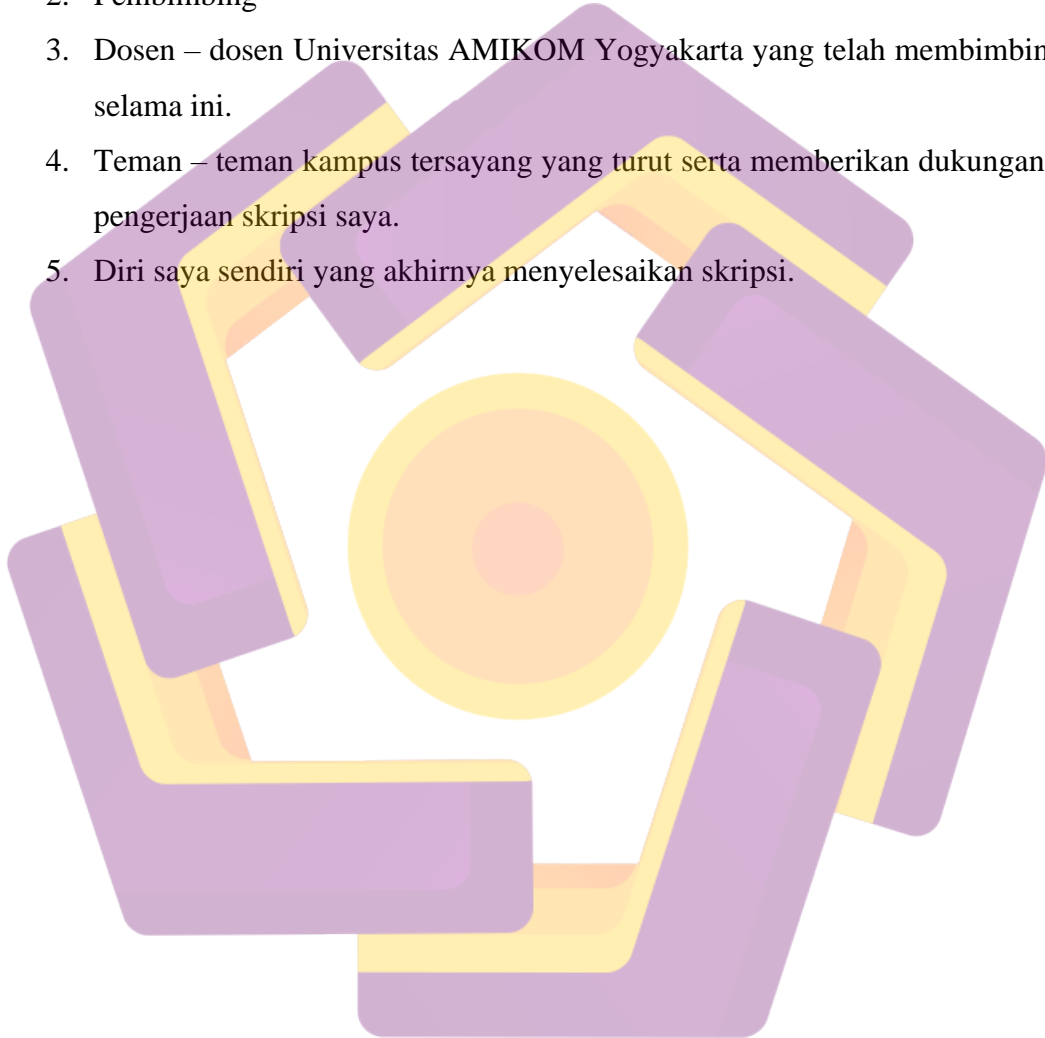 2. Pembimbing
3. Dosen – dosen Universitas AMIKOM Yogyakarta yang telah membimbin
selama ini.
4. Teman – teman kampus tersayang yang turut serta memberikan dukungan
pengerjaan skripsi saya.
5. Diri saya sendiri yang akhirnya menyelesaikan skripsi.